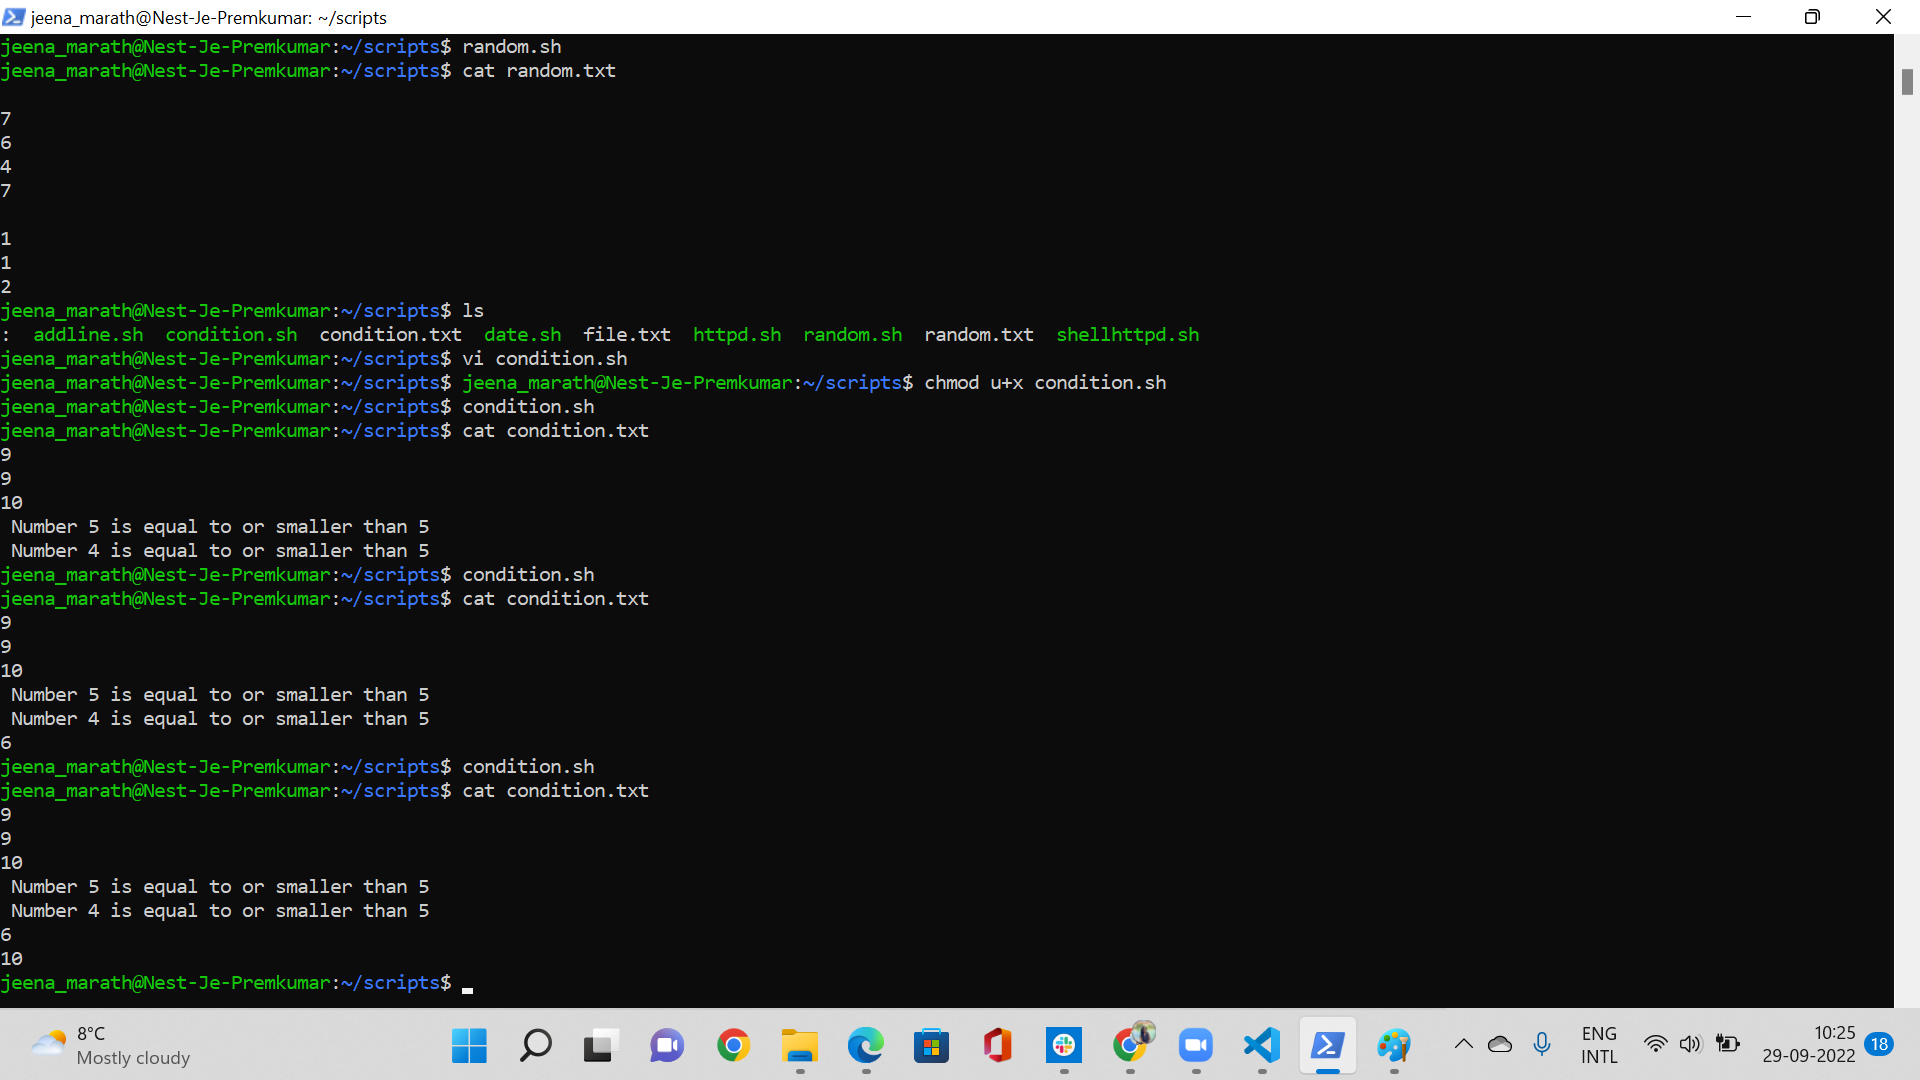 jeena_marath@Nest-Je-Premkumar: ~/scripts
jeena_marath@Nest-Je-Premkumar:~/scripts$ random.sh
jeena_marath@Nest-Je-Premkumar:~/scripts$ cat random.txt
7
6
4
7
1
1
2
jeena_marath@Nest-Je-Premkumar:~/scripts$ ls
:  addline.sh  condition.sh  condition.txt  date.sh  file.txt  httpd.sh  random.sh  random.txt  shellhttpd.sh
jeena_marath@Nest-Je-Premkumar:~/scripts$ vi condition.sh
jeena_marath@Nest-Je-Premkumar:~/scripts$ jeena_marath@Nest-Je-Premkumar:~/scripts$ chmod u+x condition.sh
jeena_marath@Nest-Je-Premkumar:~/scripts$ condition.sh
jeena_marath@Nest-Je-Premkumar:~/scripts$ cat condition.txt
9
9
10
 Number 5 is equal to or smaller than 5
 Number 4 is equal to or smaller than 5
jeena_marath@Nest-Je-Premkumar:~/scripts$ condition.sh
jeena_marath@Nest-Je-Premkumar:~/scripts$ cat condition.txt
9
9
10
 Number 5 is equal to or smaller than 5
 Number 4 is equal to or smaller than 5
6
jeena_marath@Nest-Je-Premkumar:~/scripts$ condition.sh
jeena_marath@Nest-Je-Premkumar:~/scripts$ cat condition.txt
9
9
10
 Number 5 is equal to or smaller than 5
 Number 4 is equal to or smaller than 5
6
10
jeena_marath@Nest-Je-Premkumar:~/scripts$
8°C
Mostly cloudy
ENG
INTL
10:25
29-09-2022
18